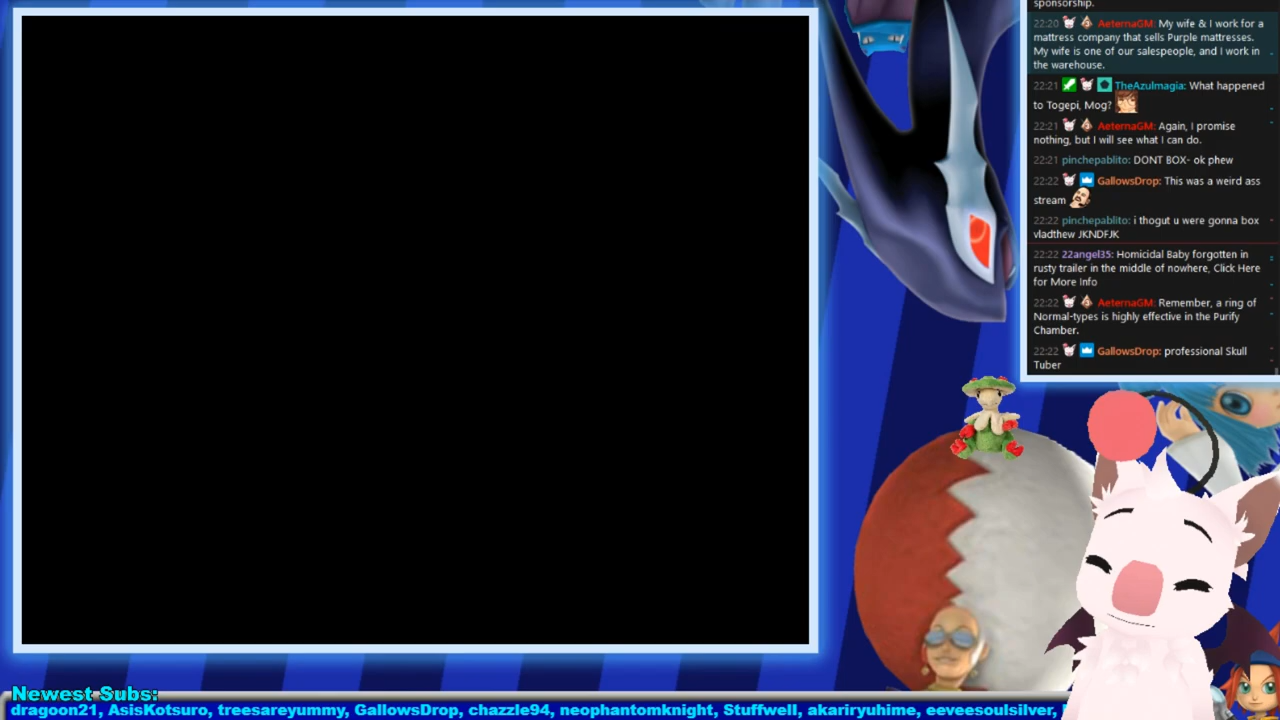 sponsorship.
22:20 AeternaGM: My wife & I work for a
mattress company that sells Purple mattresses.
My wife is one of our salespeople, and I work in
the warehouse.
22:21 TheAzulmagia: What happened
to Togepi, Mog?
22:21 AeternaGM: Again, I promise
nothing, but I will see what I can do.
22:21 pinchepablito: DONT BOX- ok phew
22:22 GallowsDrop: This was a weird ass
stream
22:22 pinchepablito: i thogut u were gonna box
vladthew JKNDFJK
22:22 22angel35: Homicidal Baby forgotten in
rusty trailer in the middle of nowhere, Click Here
for More Info
22:22 AeternaGM: Remember, a ring of
Normal-types is highly effective in the Purify
Chamber.
22:22 GallowsDrop: professional Skull
Tuber
Newest Subs:
dragoon21, AsisKotsuro, treesareyummy, GallowsDrop, chazzle94, neophantomknight, Stuffwell, akariryuhime, eeveesoulsilver,